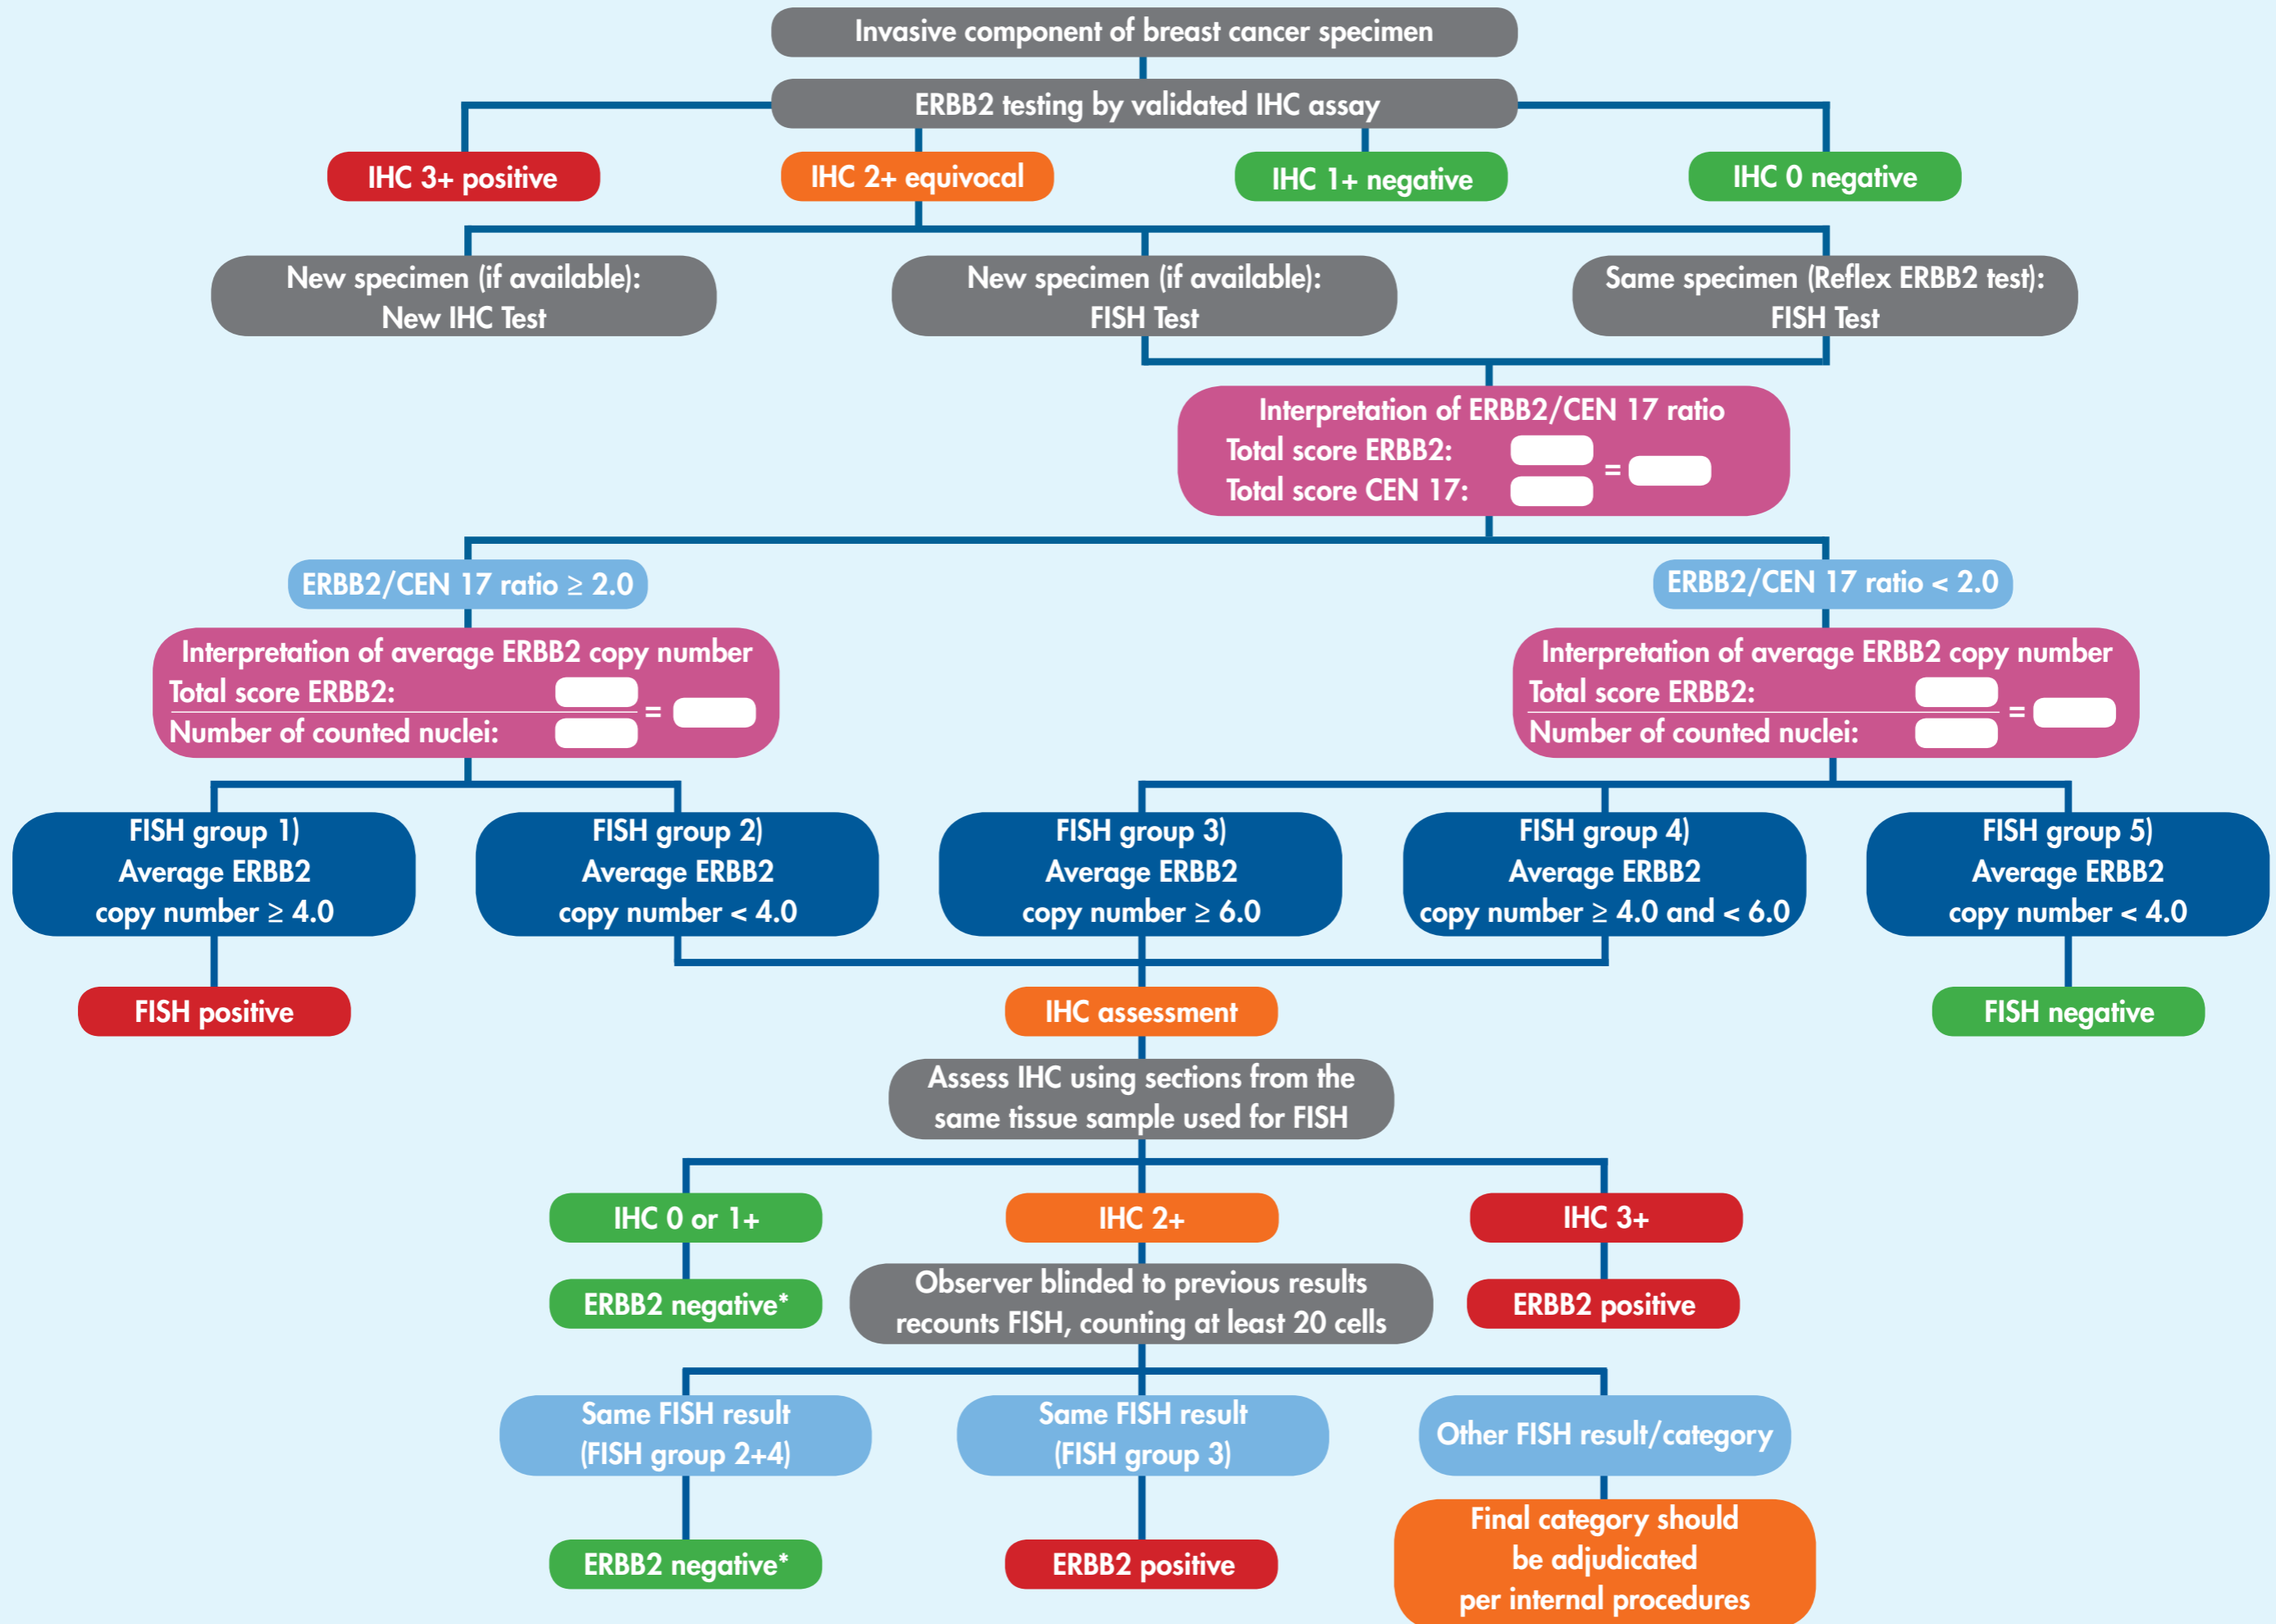 Invasive component of breast cancer specimen
ERBB2 testing by validated IHC assay
IHC 3+ positive
IHC 2+ equivocal
IHC 1+ negative
IHC 0 negative
New specimen (if available):
New IHC Test
New specimen (if available):
FISH Test
Same specimen (Reflex ERBB2 test):
FISH Test
Interpretation of ERBB2/CEN 17 ratio
Total score ERBB2:
=
Total score CEN 17:
ERBB2/CEN 17 ratio ≥ 2.0
ERBB2/CEN 17 ratio < 2.0
Interpretation of average ERBB2 copy number
Total score ERBB2:
=
Number of counted nuclei:
Interpretation of average ERBB2 copy number
Total score ERBB2:
=
Number of counted nuclei:
FISH group 1)
Average ERBB2
copy number ≥ 4.0
FISH group 2)
Average ERBB2
copy number < 4.0
FISH group 3)
Average ERBB2
copy number ≥ 6.0
FISH group 4)
Average ERBB2
copy number ≥ 4.0 and < 6.0
FISH group 5)
Average ERBB2
copy number < 4.0
FISH positive
IHC assessment
FISH negative
Assess IHC using sections from the
same tissue sample used for FISH
IHC 0 or 1+
IHC 2+
IHC 3+
ERBB2 negative*
Observer blinded to previous results
recounts FISH, counting at least 20 cells
ERBB2 positive
Same FISH result
(FISH group 2+4)
Same FISH result
(FISH group 3)
Other FISH result/category
ERBB2 negative*
ERBB2 positive
Final category should
be adjudicated
per internal procedures